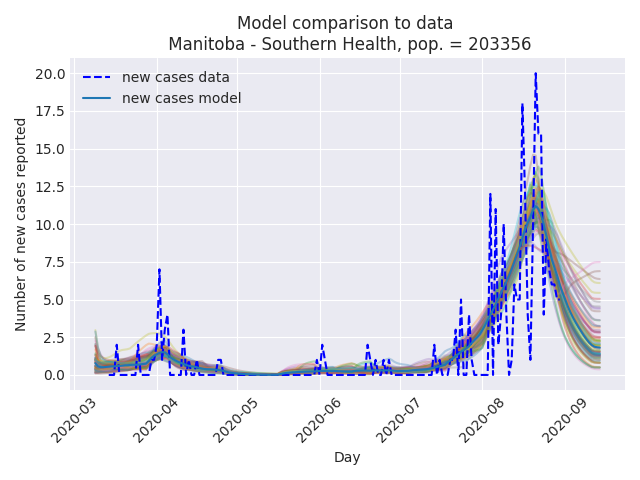 Model comparison to data
Manitoba - Southern Health, pop. = 203356
new cases data
new cases model
Number of new cases reported
20.0
17.5
15.0
12.5
10.0
7.5
5.0
2.5
0.0
2020-03
2020-04
2020-05
2020-06
2020-07
2020-08
2020-09
Day